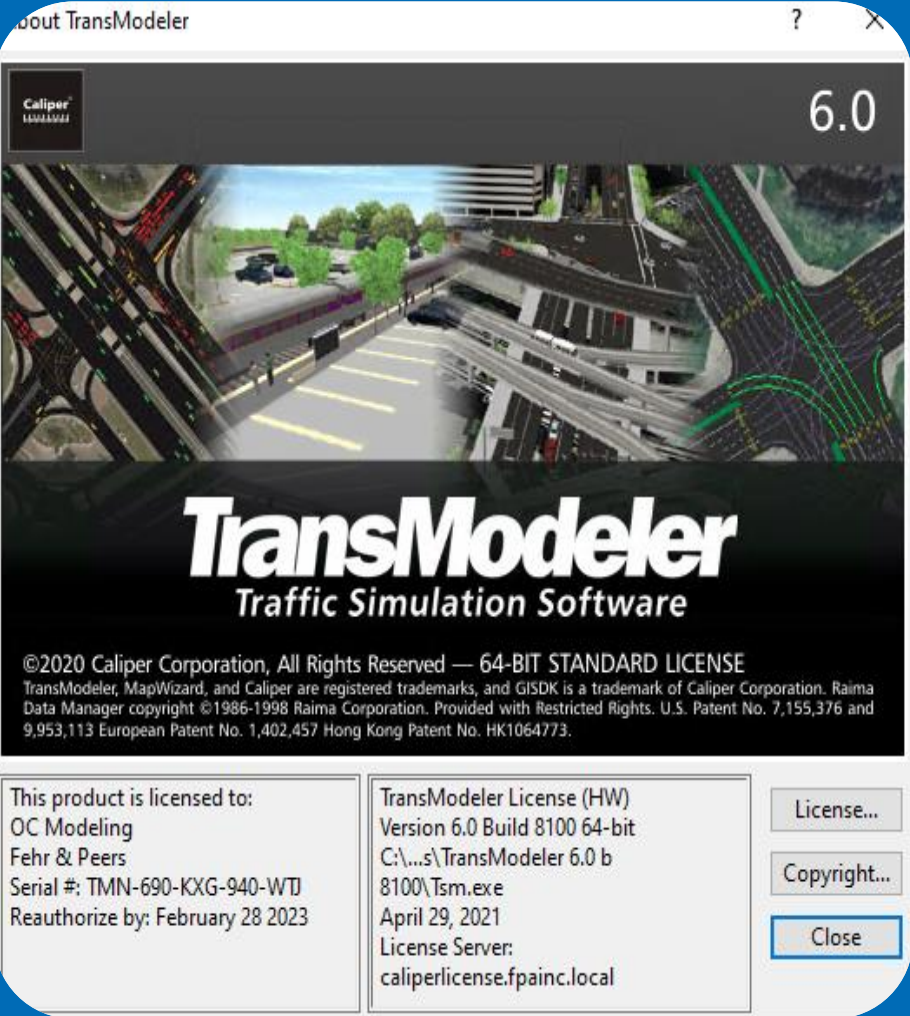 bout TransModeler
Caliper
6.0
TransModeler
Traffic Simulation Software
©2020 Caliper Corporation, All Rights Reserved — 64-BIT STANDARD LICENSE
TransModeler, MapWizard, and Caliper are registered trademarks, and GISDK is a trademark of Caliper Corporation. Raima
Data Manager copyright ©1986-1998 Raima Corporation. Provided with Restricted Rights. U.S. Patent No. 7,155,376 and
9,953,113 European Patent No. 1,402,457 Hong Kong Patent No. HK1064773.
This product is licensed to:
OC Modeling
Fehr & Peers
Serial #: TMN-690-KXG-940-WTJ
Reauthorize by: February 28 2023
TransModeler License (HW)
Version 6.0 Build 8100 64-bit
C:\...s\TransModeler 6.0 b
8100\Tsm.exe
April 29, 2021
License Server:
caliperlicense.fpainc.local
License...
Copyright...
Close